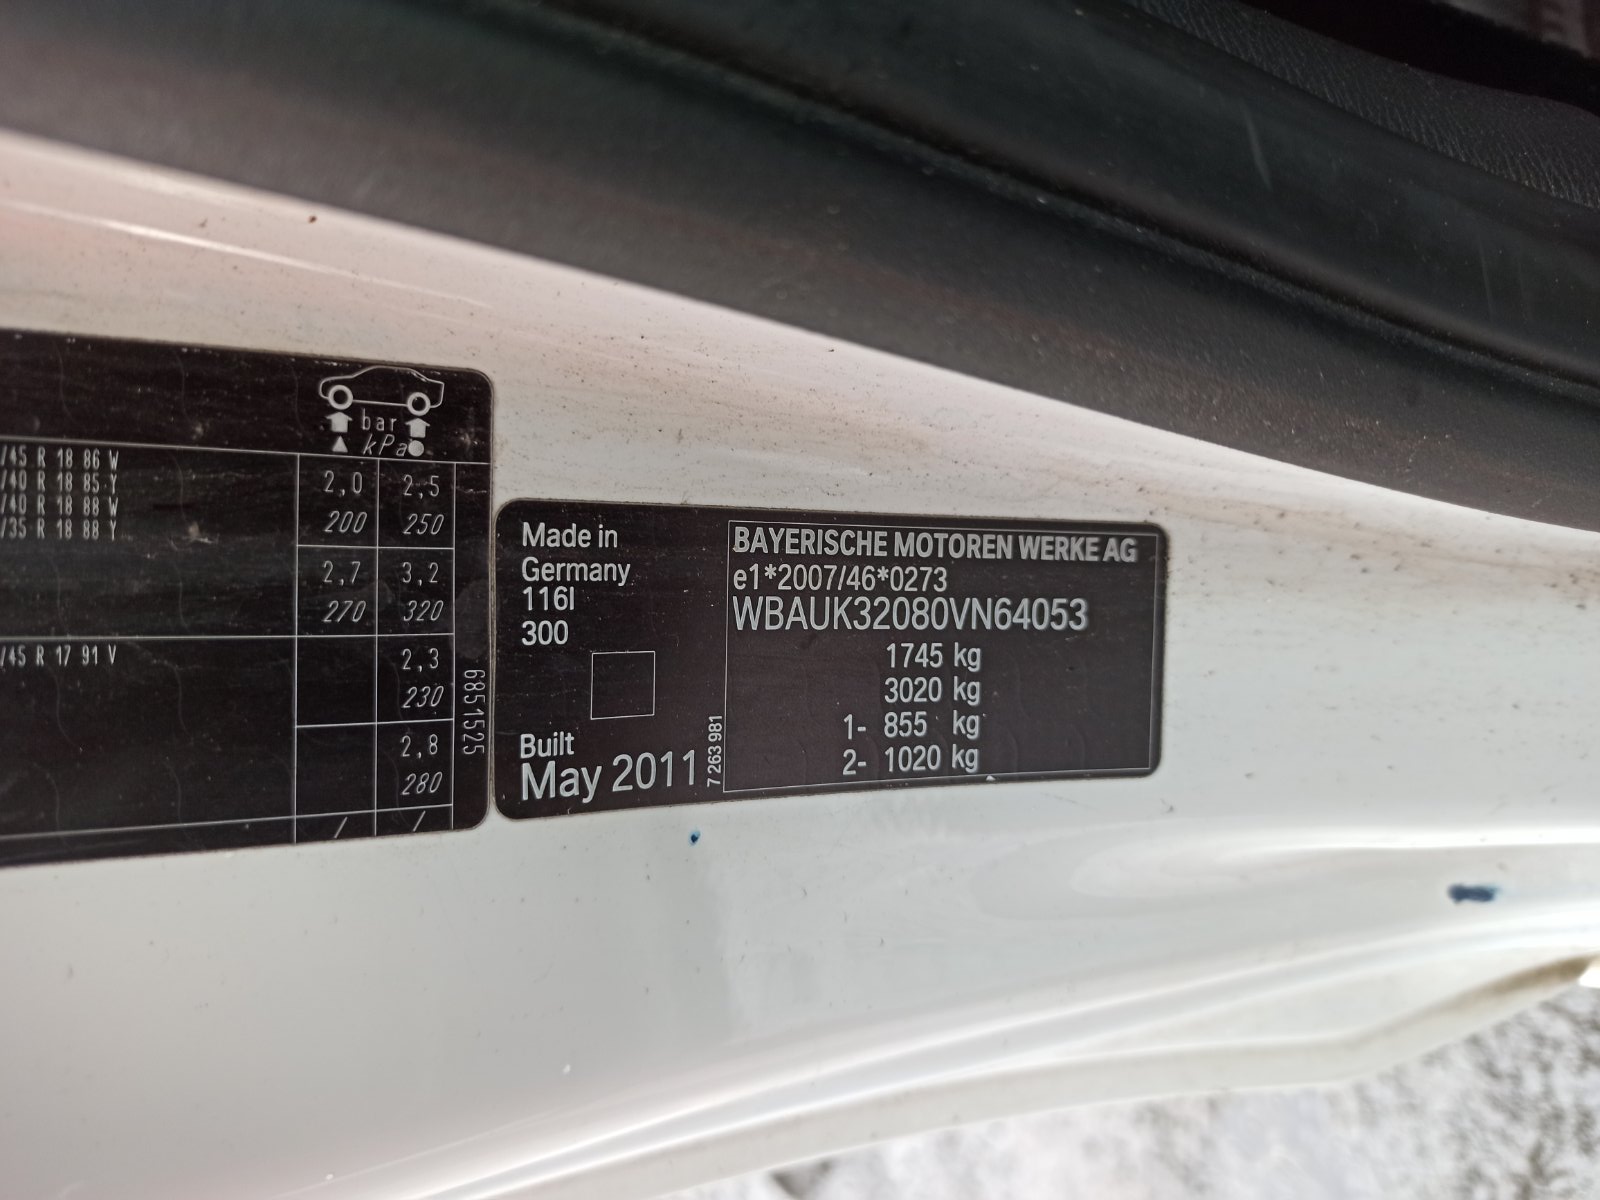 bar
kPa
/45 R 18 86 W
/40 R 18 85 Y
/40 R 18 88 W
/35 R 18 88 Y
2,0 2,5
200 250
2,7 3,2
270 320
/45 R 17 91 V
2,3
230
2,8
280
/ /
6851525
Made in
Germany
116I
300
Built
May 2011
7 263 981
BAYERISCHE MOTOREN WERKE AG
e1*2007/46*0273
WBAUK32080VN64053
1745 kg
3020 kg
1- 855 kg
2- 1020 kg